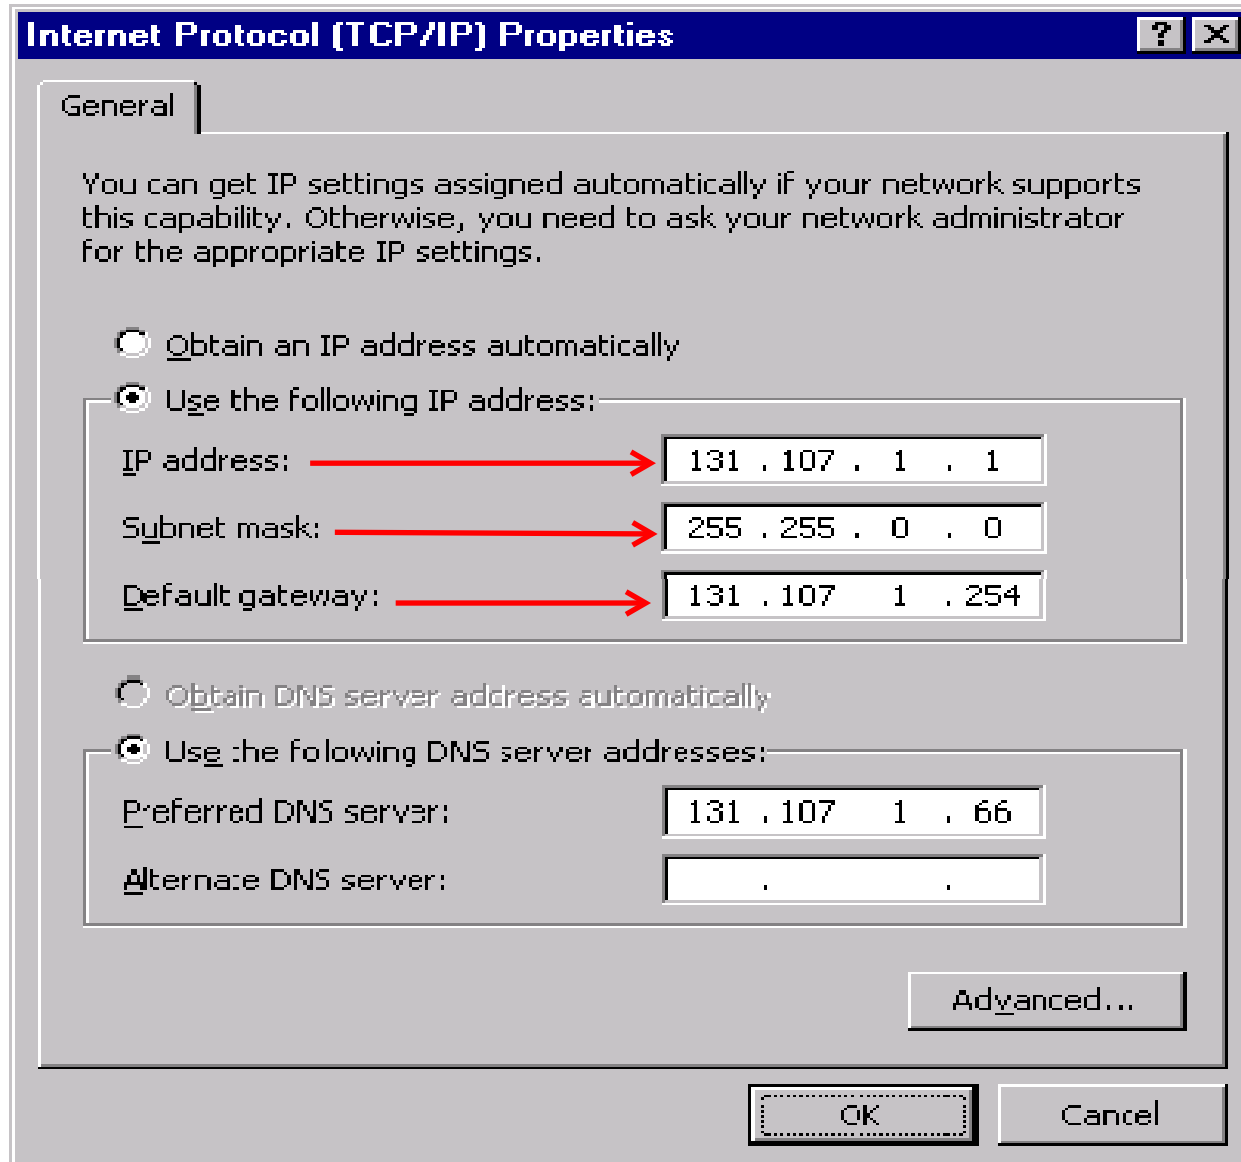 Internet Protocol (TCP/IP) Properties
General
You can get IP settings assigned automatically if your network supports
this capability. Otherwise, you need to ask your network administrator
for the appropriate IP settings.
Obtain an IP address automatically
Use the following IP address:
IP address: 131 . 107 . 1 . 1
Subnet mask: 255 . 255 . 0 . 0
Default gateway: 131 . 107 1 . 254
Obtain DNS server address automatically
Use the following DNS server addresses:
Preferred DNS server: 131 . 107 1 . 66
Alternate DNS server: . .
Advanced...
OK Cancel